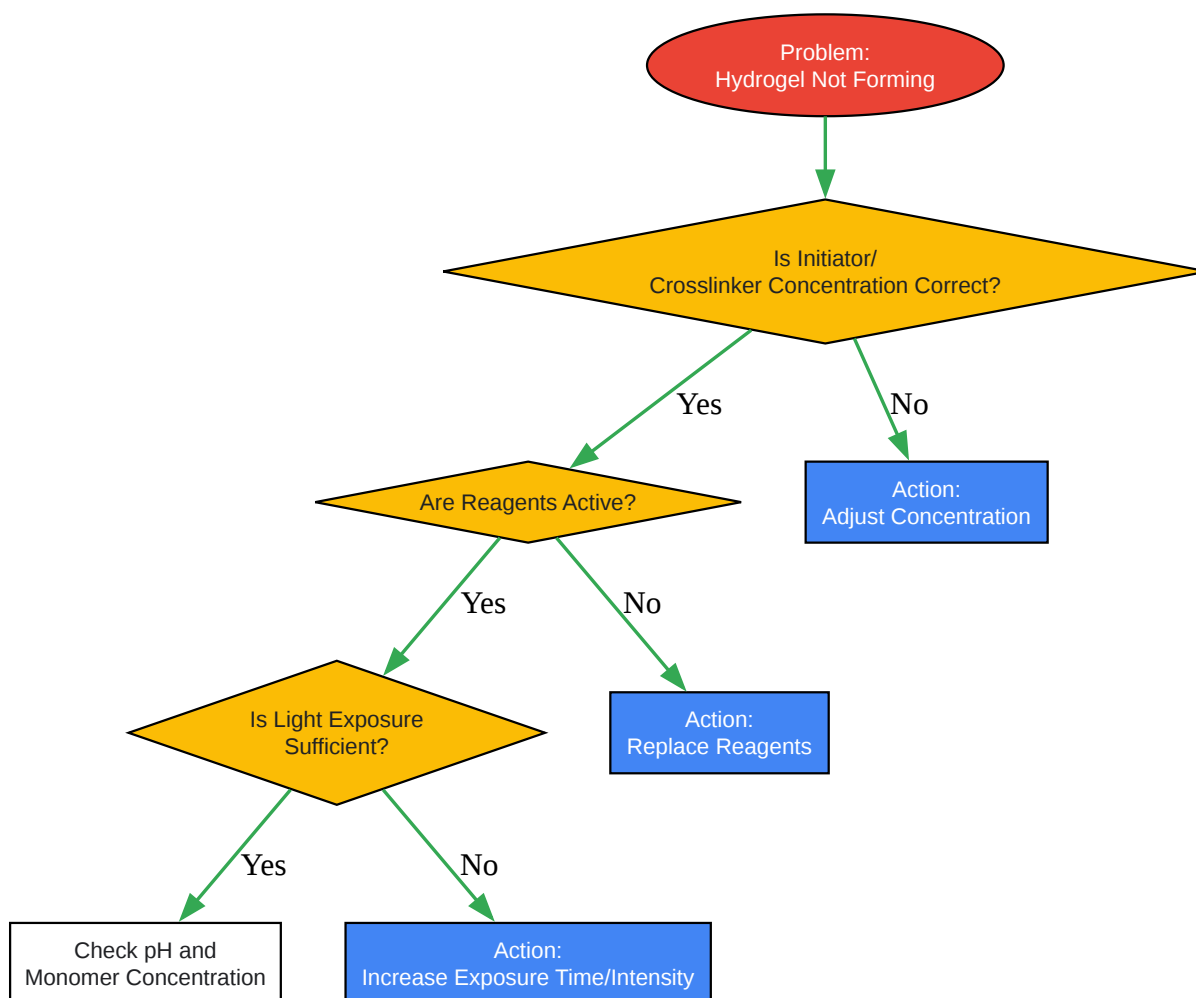 Problem:
Hydrogel Not Forming
Is Initiator/
Crosslinker Concentration Correct?
Yes
No
Are Reagents Active?
Action:
Adjust Concentration
Yes
No
Is Light Exposure
Sufficient?
Action:
Replace Reagents
Yes
No
Check pH and
Monomer Concentration
Action:
Increase Exposure Time/Intensity